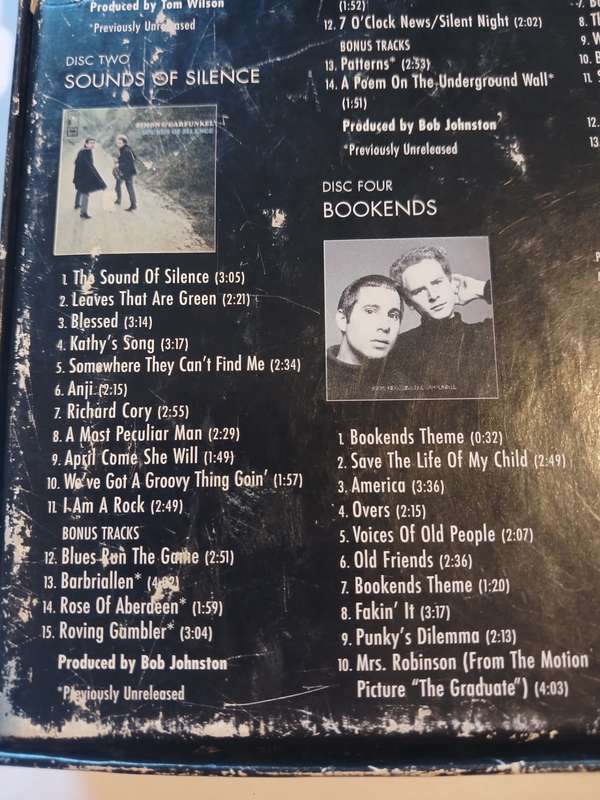 Produced by Tom Wilson
*Previously Unreleased
DISC TWO
SOUNDS OF SILENCE
SIMON & GARFUNKEL
SOUNDS OF SILENCE
1. The Sound Of Silence (3:05)
2. Leaves That Are Green (2:21)
3. Blessed (3:14)
4. Kathy's Song (3:17)
5. Somewhere They Can't Find Me (2:34)
6. Anji (2:15)
7. Richard Cory (2:55)
8. A Most Peculiar Man (2:29)
9. April Come She Will (1:49)
10. We've Got A Groovy Thing Goin' (1:57)
11. I Am A Rock (2:49)
BONUS TRACKS
12. Blues Run The Game (2:51)
13. Barbriallen*
14. Rose Of Aberdeen* (1:59)
15. Roving Gambler* (3:04)
Produced by Bob Johnston
*Previously Unreleased
(1:52)
12. 7 O'Clock News/Silent Night (2:02)
BONUS TRACKS
13. Patterns* (2:53)
14. A Poem On The Underground Wall*
(1:51)
Produced by Bob Johnston
*Previously Unreleased
DISC FOUR
BOOKENDS
1. Bookends Theme (0:32)
2. Save The Life Of My Child (2:49)
3. America (3:36)
4. Overs (2:15)
5. Voices Of Old People (2:07)
6. Old Friends (2:36)
7. Bookends Theme (1:20)
8. Fakin' It (3:17)
9. Punky's Dilemma (2:13)
10. Mrs. Robinson (From The Motion
Picture "The Graduate") (4:03)
8.
9.
10.
11.
12.
13.